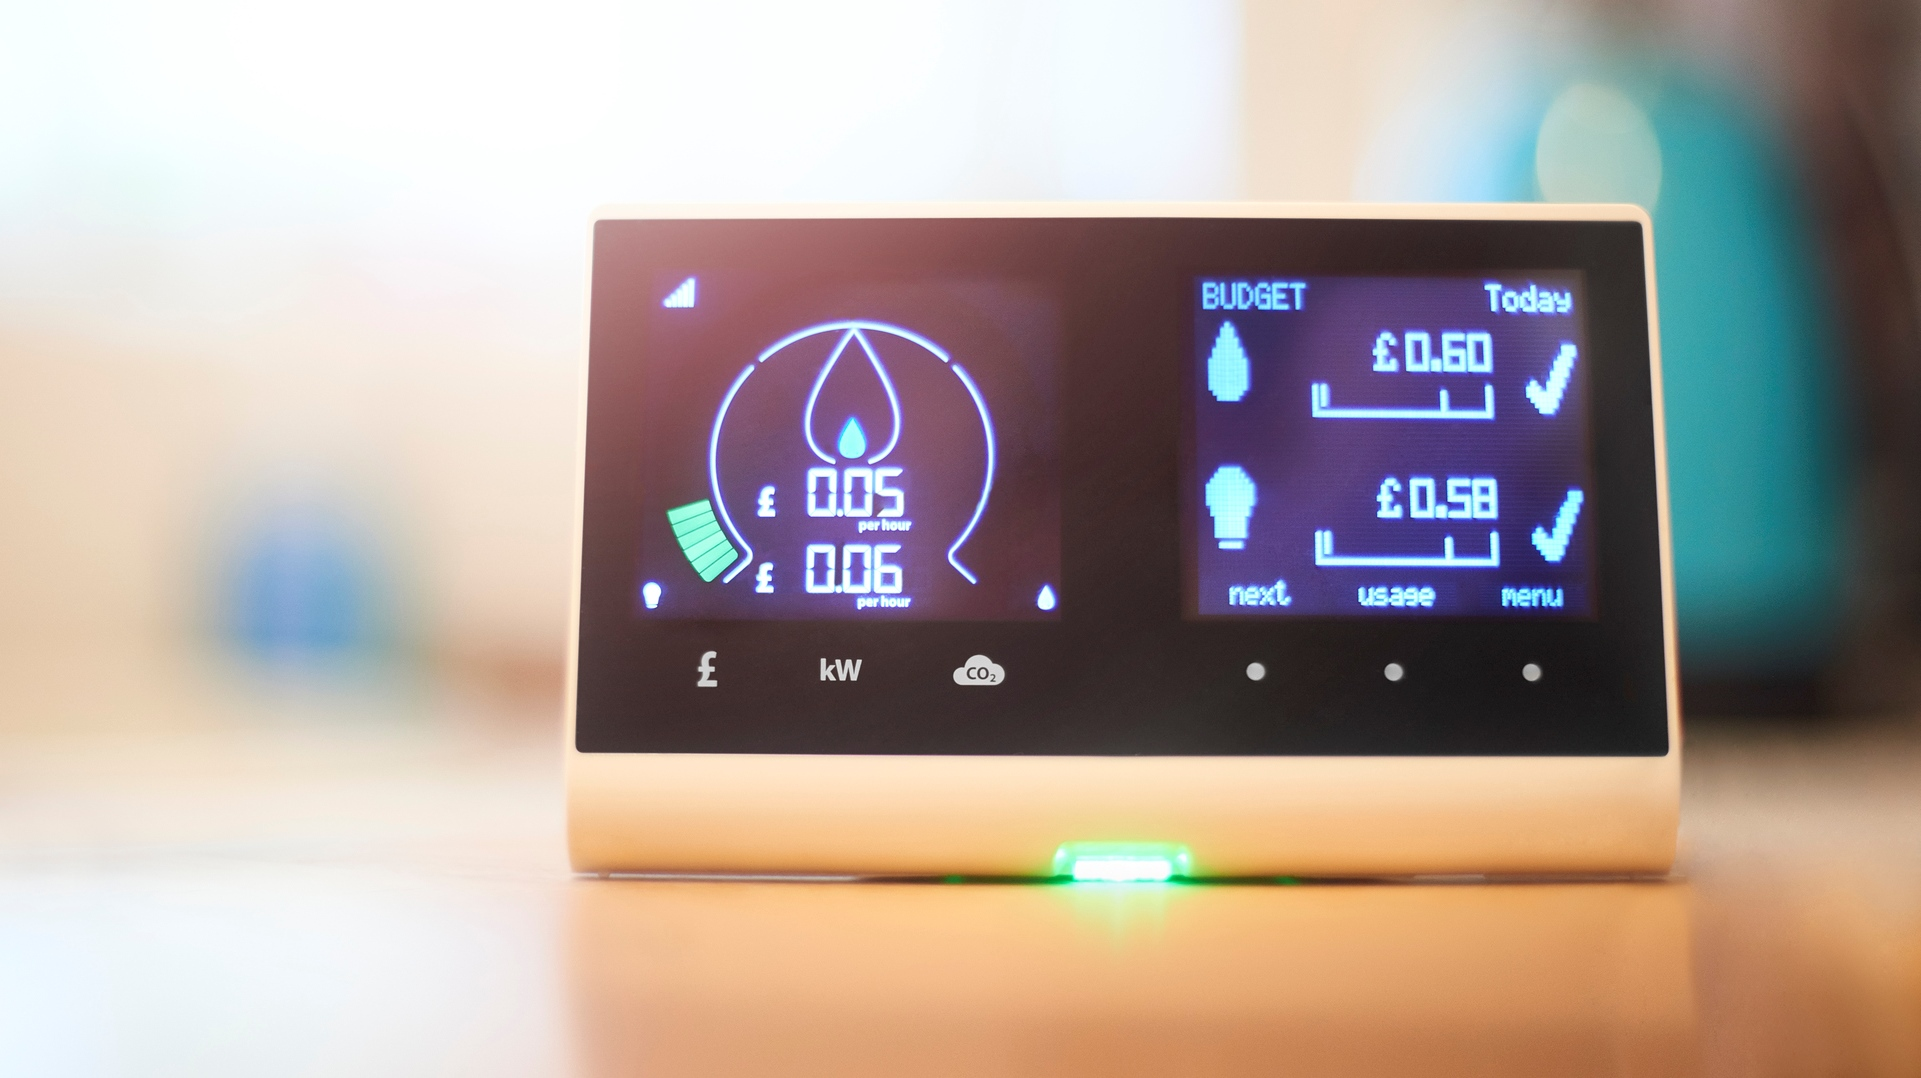 £ 0.05
per hour
£ 0.06
per hour
£ kW CO₂
BUDGET Today
£0.60
£0.58
next usage menu